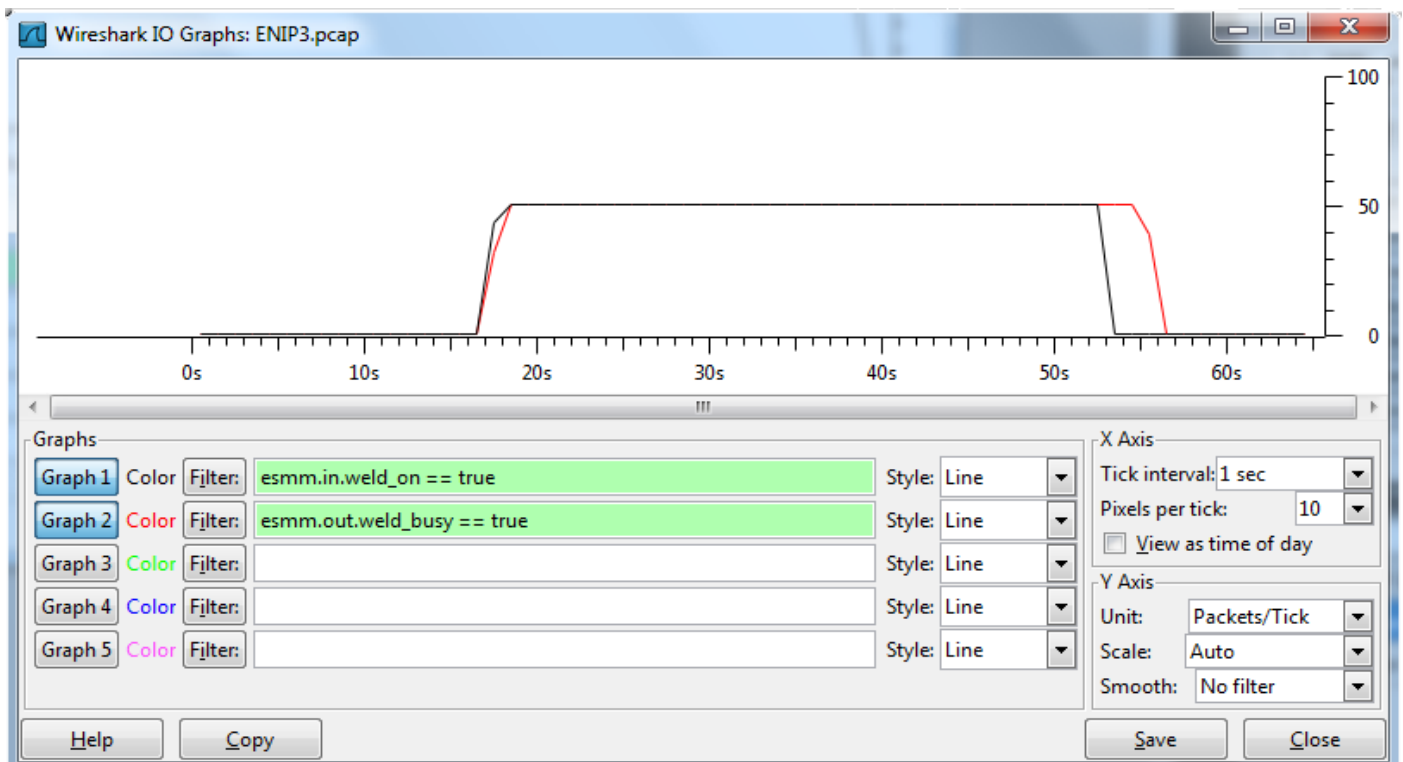 Wireshark IO Graphs: ENIP3.pcap
100
50
0
0s 10s 20s 30s 40s 50s 60s
Graphs
Graph 1 Color Filter: esmm.in.weld_on == true Style: Line
Graph 2 Color Filter: esmm.out.weld_busy == true Style: Line
Graph 3 Color Filter: Style: Line
Graph 4 Color Filter: Style: Line
Graph 5 Color Filter: Style: Line
X Axis
Tick interval: 1 sec
Pixels per tick: 10
View as time of day
Y Axis
Unit: Packets/Tick
Scale: Auto
Smooth: No filter
Help Copy Save Close